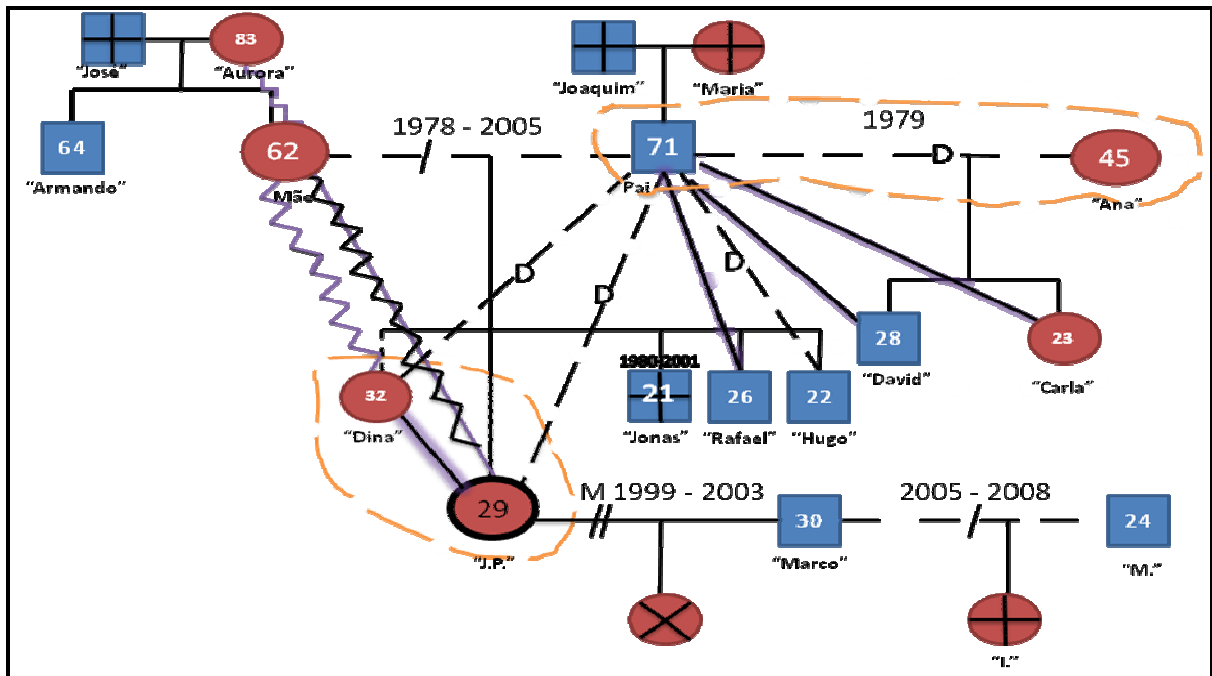 83
"José"
"Aurora"
"Joaquim"
"Maria"
1978 - 2005
1979
64
62
71
D
45
"Armando"
Mãe
Pai
"Ana"
D
D
D
28
23
1980-2001
"David"
"Carla"
32
21
26
22
"Dina"
"Jonas"
"Rafael"
"Hugo"
29
M 1999 - 2003
2005 - 2008
30
24
"J.P."
"Marco"
"M."
"I."